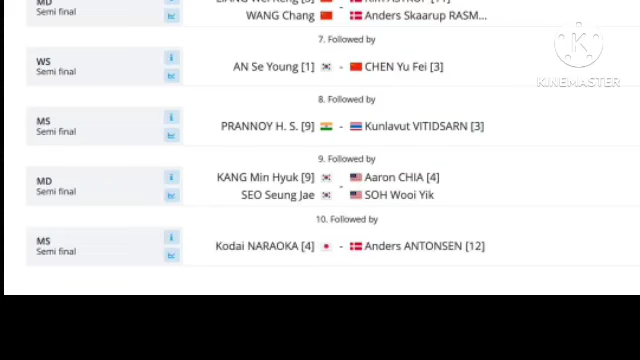 MD
Semi final
WANG Chang - Anders Skaarup RASM...
7. Followed by
WS
Semi final
AN Se Young [1] - CHEN Yu Fei [3]
8. Followed by
MS
Semi final
PRANNOY H. S. [9] - Kunlavut VITIDSARN [3]
9. Followed by
MD
Semi final
KANG Min Hyuk [9] - Aaron CHIA [4]
SEO Seung Jae SOH Wooi Yik
10. Followed by
MS
Semi final
Kodai NARAOKA [4] - Anders ANTONSEN [12]
K
KINEMASTER